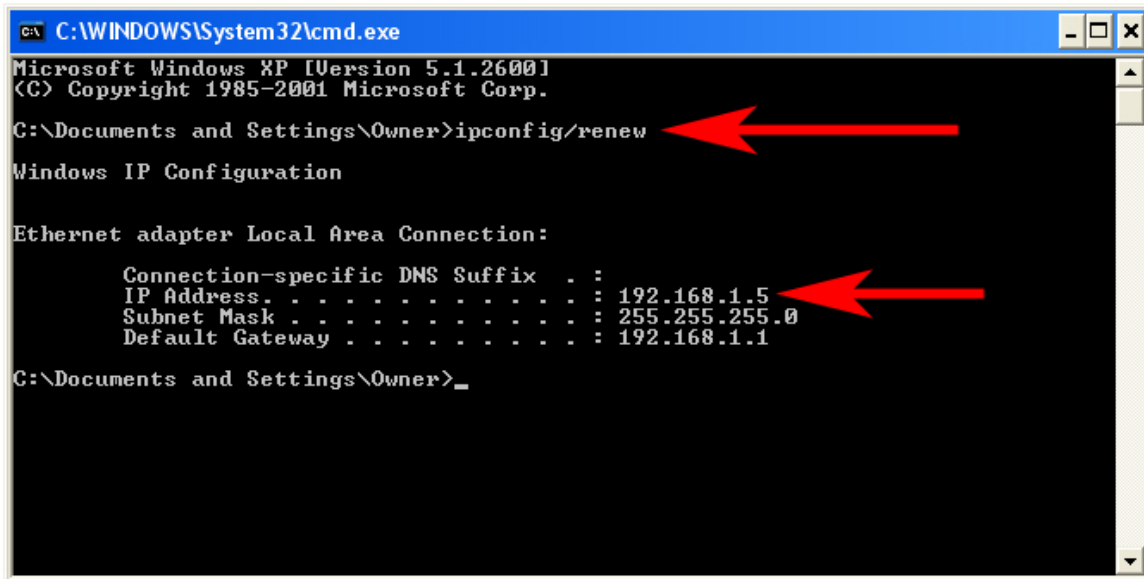 C:\WINDOWS\System32\cmd.exe
Microsoft Windows XP [Version 5.1.2600]
(C) Copyright 1985-2001 Microsoft Corp.
C:\Documents and Settings\Owner>ipconfig/renew
Windows IP Configuration
Ethernet adapter Local Area Connection:
Connection-specific DNS Suffix . :
IP Address. . . . . . . . . . . . : 192.168.1.5
Subnet Mask . . . . . . . . . . . : 255.255.255.0
Default Gateway . . . . . . . . . : 192.168.1.1
C:\Documents and Settings\Owner>_